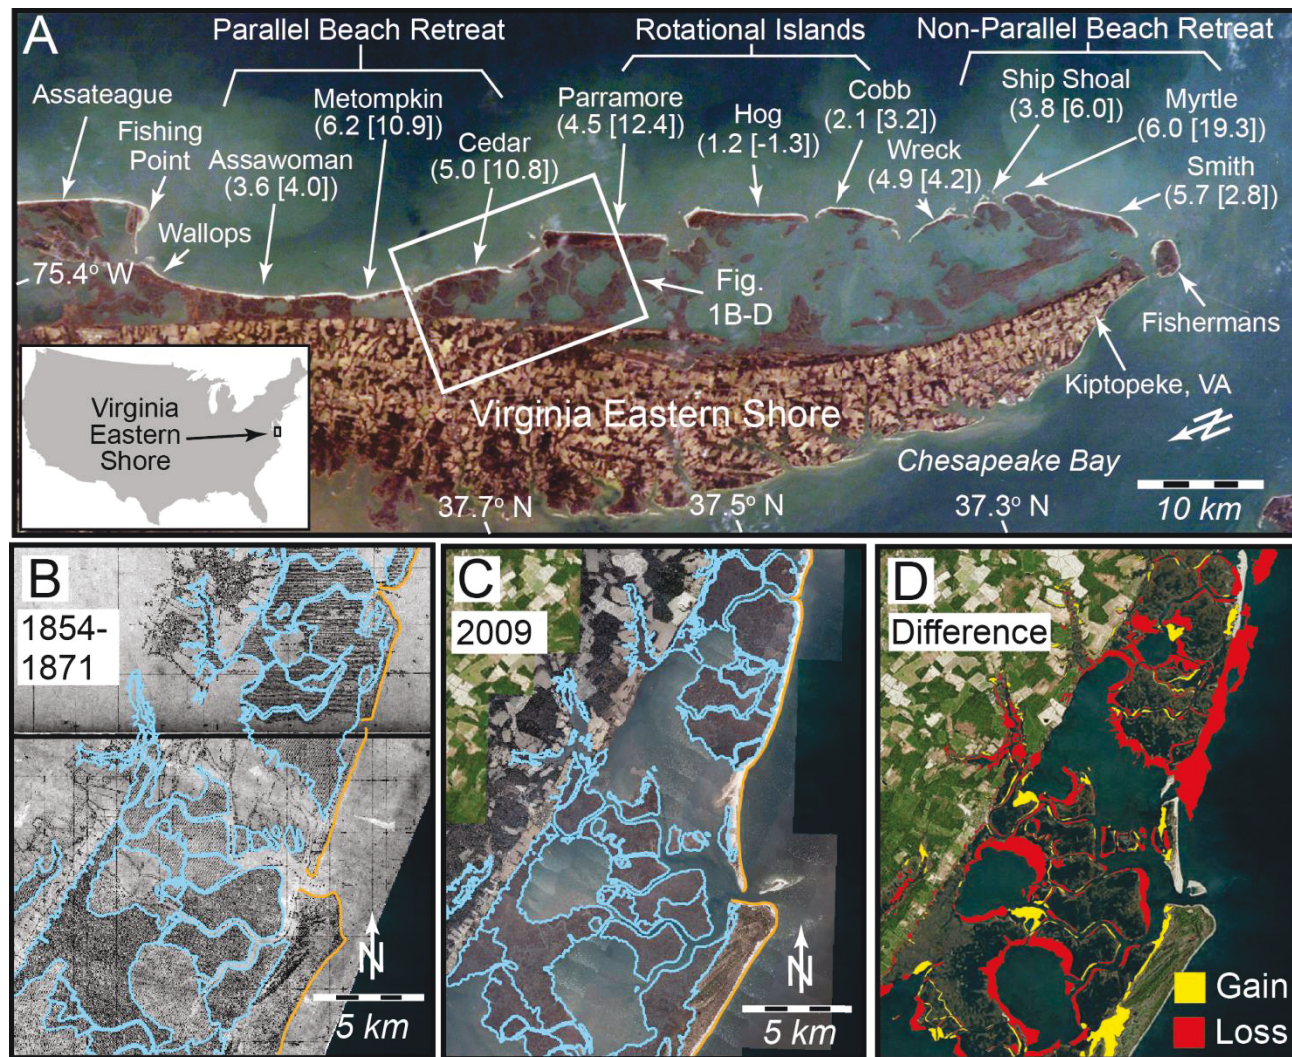 A
Parallel Beach Retreat
Rotational Islands
Non-Parallel Beach Retreat
Assateague
Fishing
Point
Wallops
Assawoman
(3.6 [4.0])
Metompkin
(6.2 [10.9])
Cedar
(5.0 [10.8])
Parramore
(4.5 [12.4])
Hog
(1.2 [-1.3])
Cobb
(2.1 [3.2])
Wreck
(4.9 [4.2])
Ship Shoal
(3.8 [6.0])
Myrtle
(6.0 [19.3])
Smith
(5.7 [2.8])
75.4° W
Fig.
1B-D
Fishermans
Kiptopeke, VA
Virginia Eastern Shore
Chesapeake Bay
N
10 km
37.7° N
37.5° N
37.3° N
Virginia
Eastern
Shore
B
1854-
1871
N
5 km
C
2009
N
5 km
D
Difference
Gain
Loss